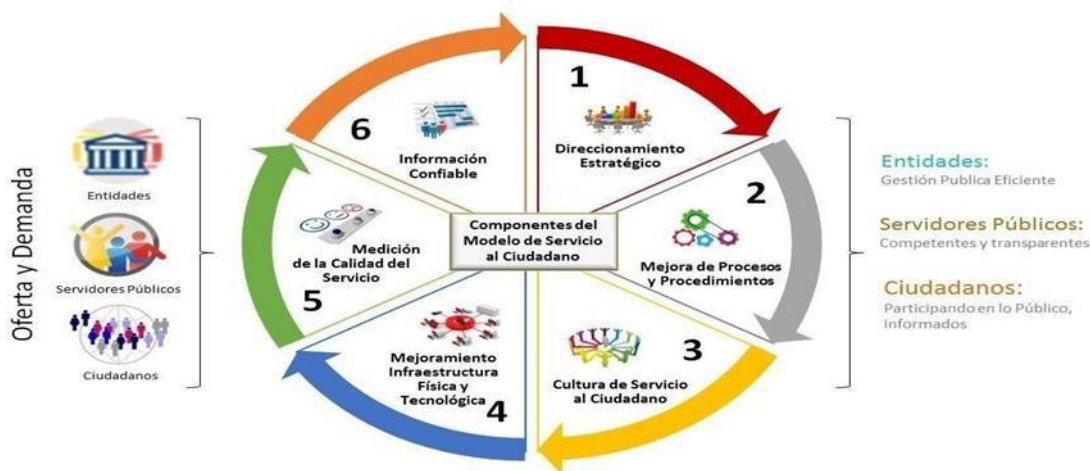 Oferta y Demanda
Entidades
Servidores Públicos
Ciudadanos
1
Direccionamiento
Estratégico
2
Mejora de Procesos
y Procedimientos
3
Cultura de Servicio
al Ciudadano
4
Mejoramiento
Infraestructura
Física y
Tecnológica
5
Medición
de la Calidad del
Servicio
6
Información
Confiable
Componentes del
Modelo de Servicio
al Ciudadano
Entidades:
Gestión Publica Eficiente
Servidores Públicos:
Competentes y transparentes
Ciudadanos:
Participando en lo Público,
Informados